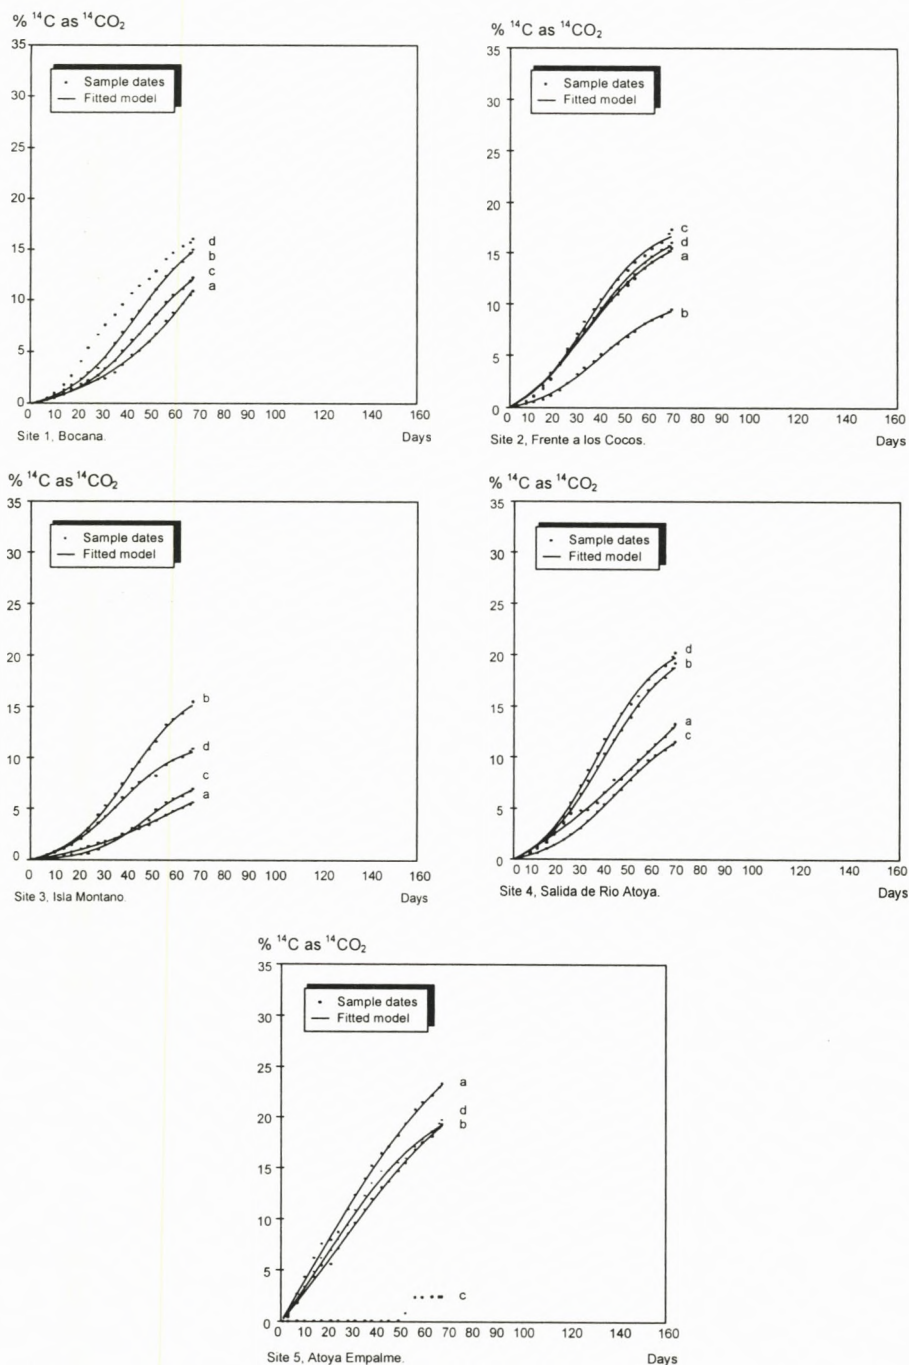 % ¹⁴C as ¹⁴CO₂
35
30
25
20
15
10
5
0
Sample dates
Fitted model
d
b
c
a
0 10 20 30 40 50 60 70 80 90 100 120 140 160
Site 1, Bocana.
Days
% ¹⁴C as ¹⁴CO₂
35
30
25
20
15
10
5
0
Sample dates
Fitted model
c
d
a
b
10 20 30 40 50 60 70 80 90 100 120 140 160
Site 2, Frente a los Cocos.
Days
% ¹⁴C as ¹⁴CO₂
35
30
25
20
15
10
5
0
Sample dates
Fitted model
b
d
c
a
0 10 20 30 40 50 60 70 80 90 100 120 140 160
Site 3, Isla Montano.
Days
% ¹⁴C as ¹⁴CO₂
35
30
25
20
15
10
5
0
Sample dates
Fitted model
d
b
a
c
0 10 20 30 40 50 60 70 80 90 100 120 140 160
Site 4, Salida de Rio Atoya.
Days
% ¹⁴C as ¹⁴CO₂
35
30
25
20
15
10
5
0
Sample dates
Fitted model
a
d
b
c
0 10 20 30 40 50 60 70 80 90 100 120 140 160
Site 5, Atoya Empalme.
Days